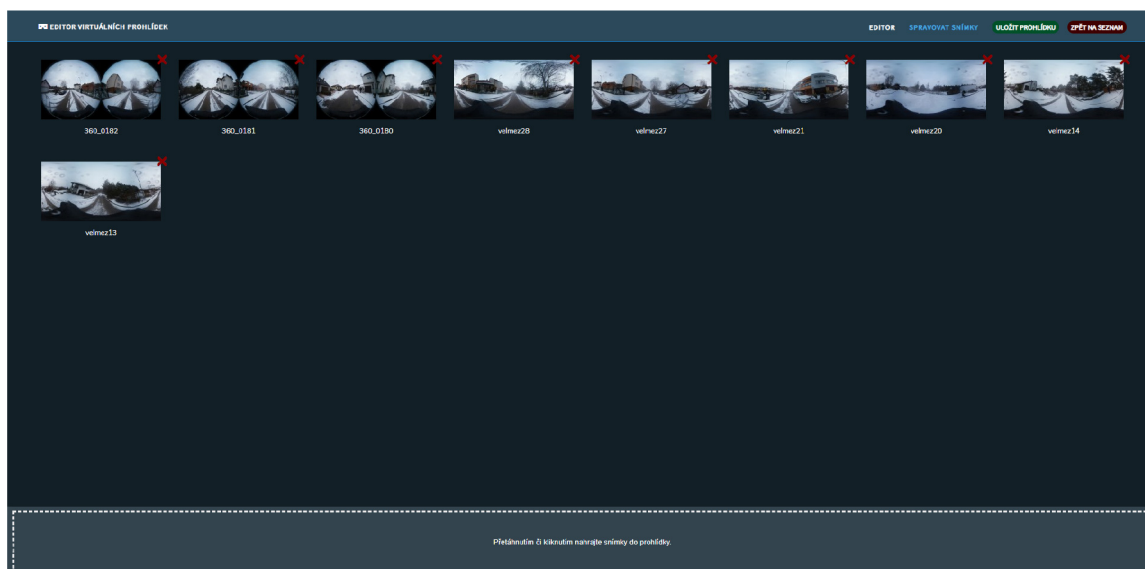 EDITOR VIRTUÁLNÍCH PROHLÍDEK
EDITOR SPRAVOVAT SNÍMKY ULOŽIT PROHLÍDKU ZPĚT NA SEZNAM
360_0182 360_0181 360_0180 velmez28 velmez27 velmez21 velmez20 velmez14
velmez13
Přetáhnutím či kliknutím nahrajte snímky do prohlídky.